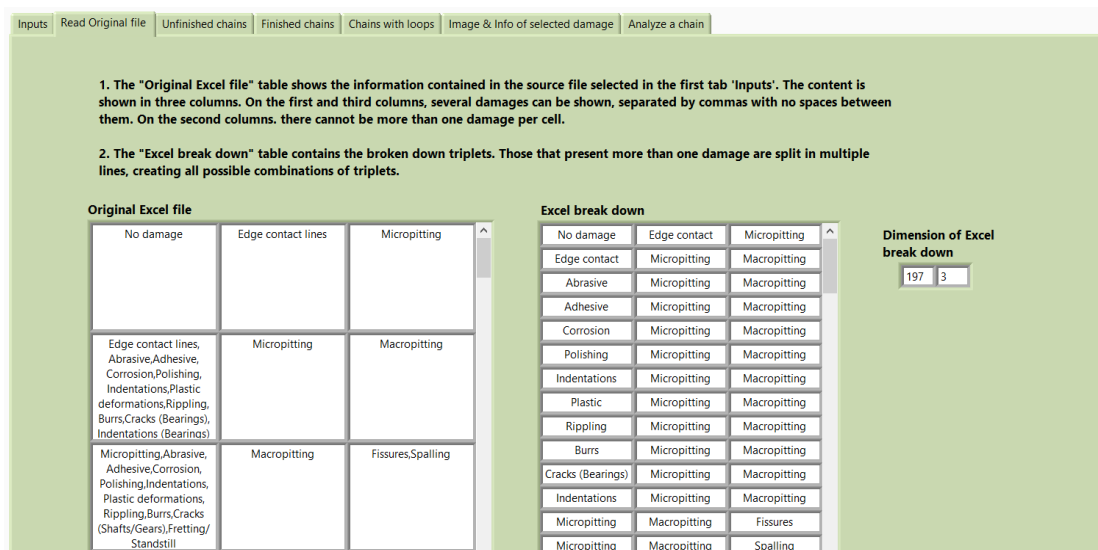 Inputs Read Original file Unfinished chains Finished chains Chains with loops Image & Info of selected damage Analyze a chain
1. The "Original Excel file" table shows the information contained in the source file selected in the first tab 'Inputs'. The content is
shown in three columns. On the first and third columns, several damages can be shown, separated by commas with no spaces between
them. On the second columns. there cannot be more than one damage per cell.
2. The "Excel break down" table contains the broken down triplets. Those that present more than one damage are split in multiple
lines, creating all possible combinations of triplets.
Original Excel file
No damage Edge contact lines Micropitting
Edge contact lines, Micropitting Macropitting
Abrasive,Adhesive,
Corrosion,Polishing,
Indentations,Plastic
deformations,Rippling,
Burrs,Cracks (Bearings),
Indentations (Bearings)
Micropitting,Abrasive, Macropitting Fissures,Spalling
Adhesive,Corrosion,
Polishing,Indentations,
Plastic deformations,
Rippling,Burrs,Cracks
(Shafts/Gears),Fretting/
Standstill
Excel break down
No damage Edge contact Micropitting
Edge contact Micropitting Macropitting
Abrasive Micropitting Macropitting
Adhesive Micropitting Macropitting
Corrosion Micropitting Macropitting
Polishing Micropitting Macropitting
Indentations Micropitting Macropitting
Plastic Micropitting Macropitting
Rippling Micropitting Macropitting
Burrs Micropitting Macropitting
Cracks (Bearings) Micropitting Macropitting
Indentations Micropitting Macropitting
Micropitting Macropitting Fissures
Micropitting Macropitting Spalling
Dimension of Excel
break down
197 3